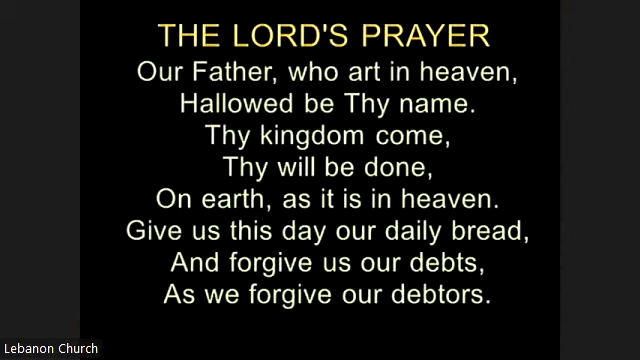 THE LORD'S PRAYER
Our Father, who art in heaven,
Hallowed be Thy name.
Thy kingdom come,
Thy will be done,
On earth, as it is in heaven.
Give us this day our daily bread,
And forgive us our debts,
As we forgive our debtors.
Lebanon Church